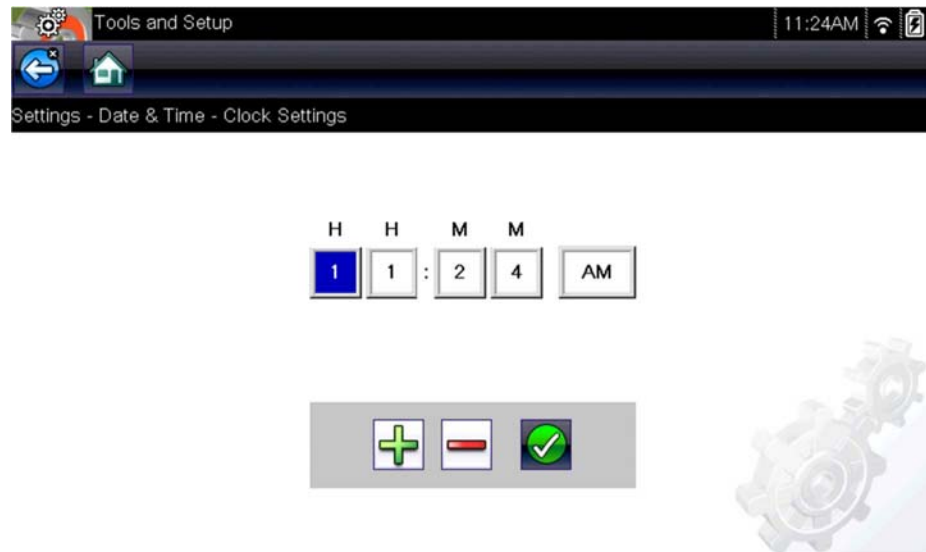 Tools and Setup 11:24AM
Settings - Date & Time - Clock Settings
H H M M
1 1 : 2 4 AM